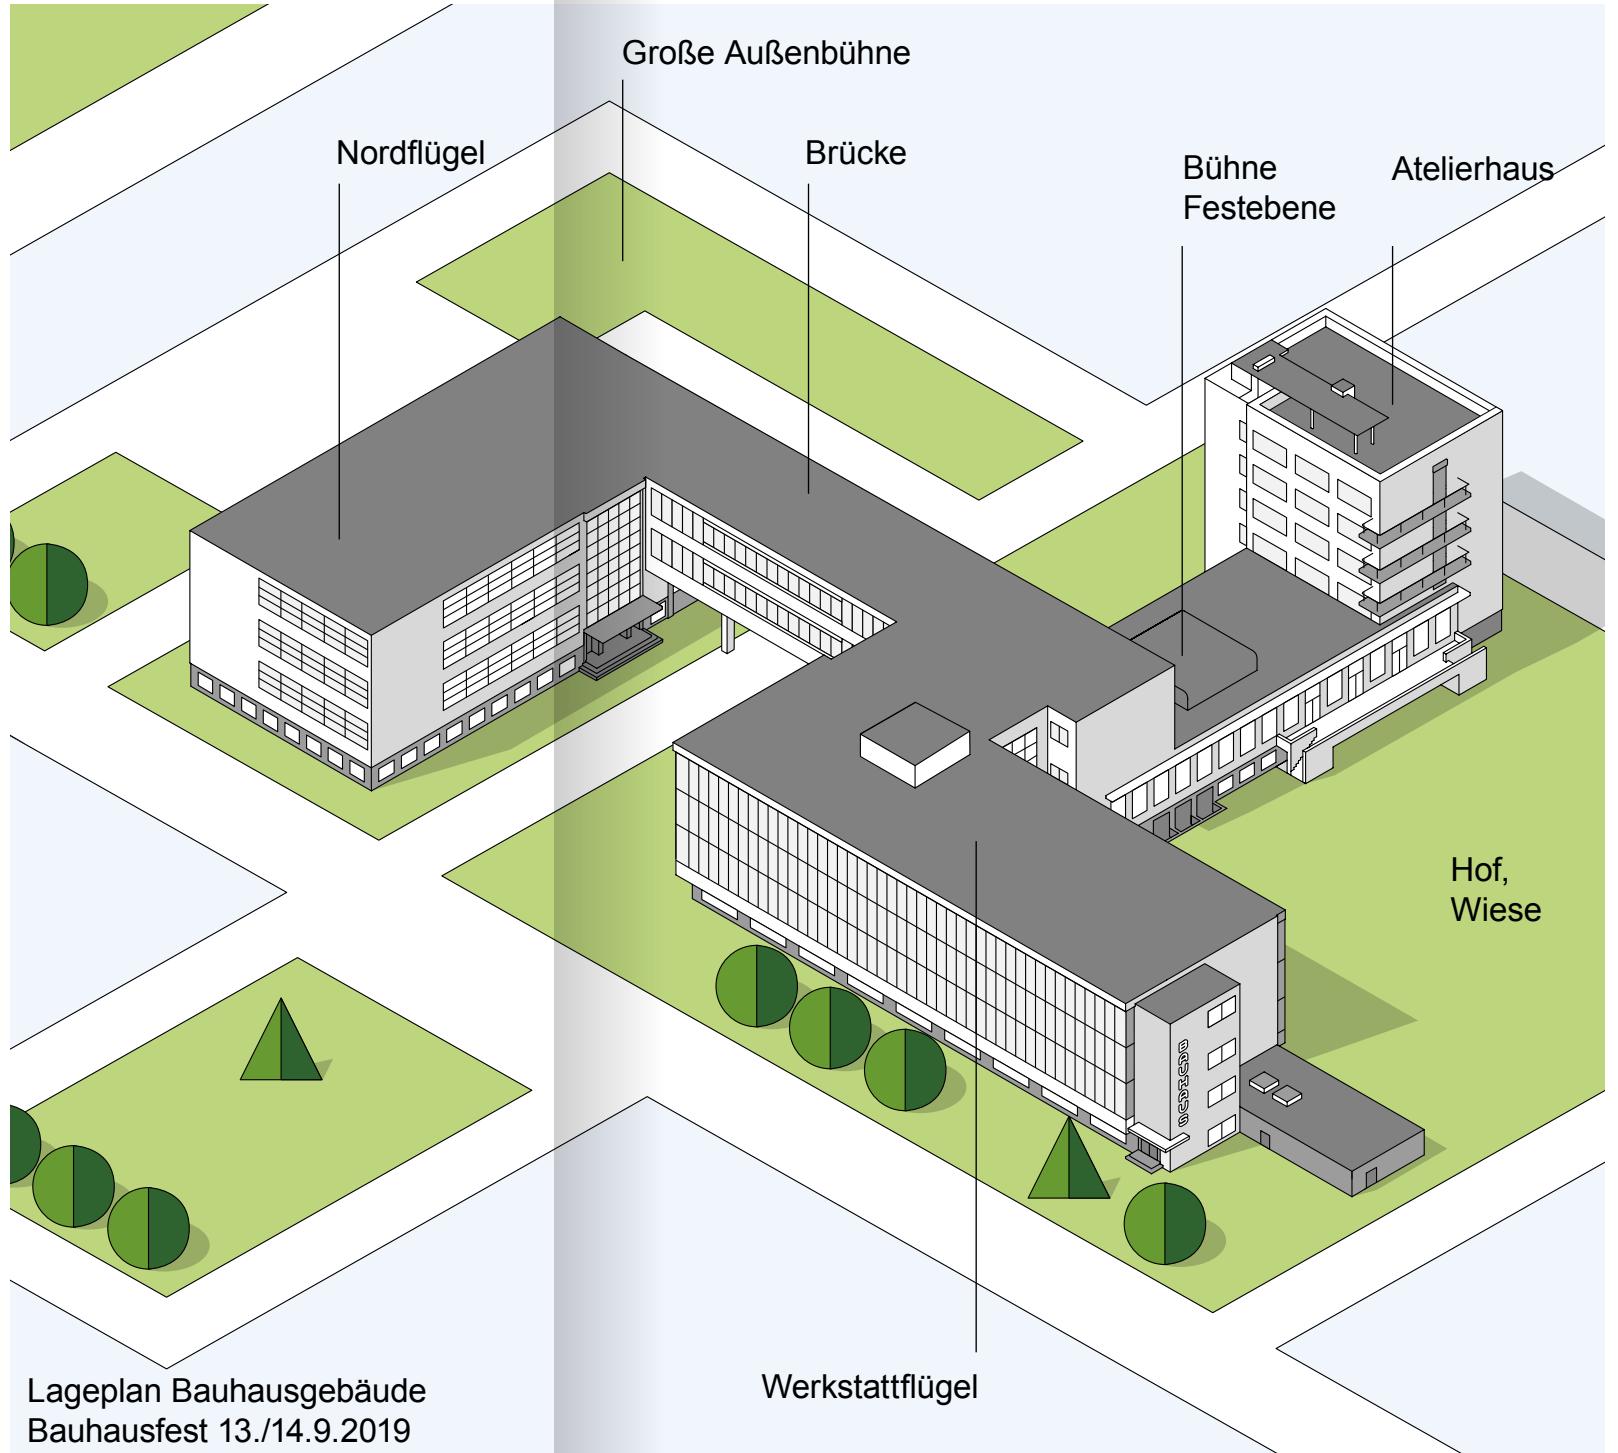 Große Außenbühne
Nordflügel
Brücke
Bühne
Festebene
Atelierhaus
Hof,
Wiese
BAUHAUS
Werkstattflügel
Lageplan Bauhausgebäude
Bauhausfest 13./14.9.2019